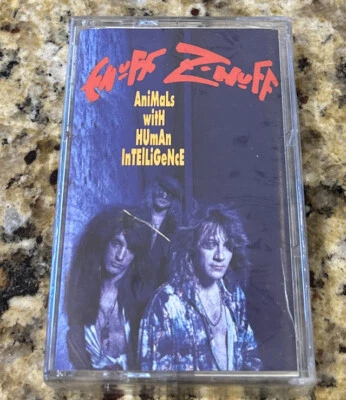 ENUFF Z'NUFF
AniMaLs
witH
HUmAn
InTElLiGeNcE